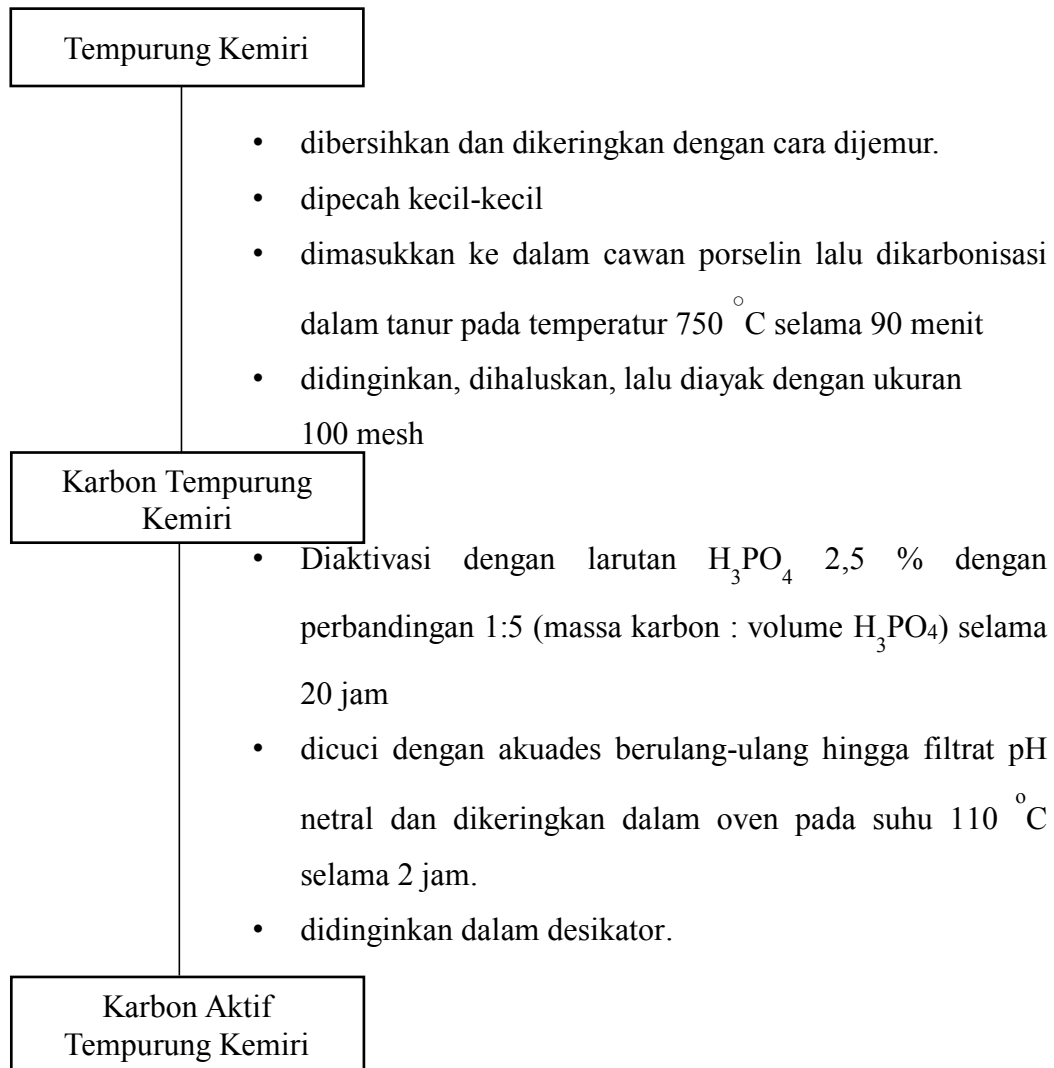 Tempurung Kemiri
• dibersihkan dan dikeringkan dengan cara dijemur.
• dipecah kecil-kecil
• dimasukkan ke dalam cawan porselin lalu dikarbonisasi
dalam tanur pada temperatur 750 °C selama 90 menit
• didinginkan, dihaluskan, lalu diayak dengan ukuran
100 mesh
Karbon Tempurung
Kemiri
• Diaktivasi dengan larutan H₃PO₄ 2,5 % dengan
perbandingan 1:5 (massa karbon : volume H₃PO₄) selama
20 jam
• dicuci dengan akuades berulang-ulang hingga filtrat pH
netral dan dikeringkan dalam oven pada suhu 110 ᵒC
selama 2 jam.
• didinginkan dalam desikator.
Karbon Aktif
Tempurung Kemiri